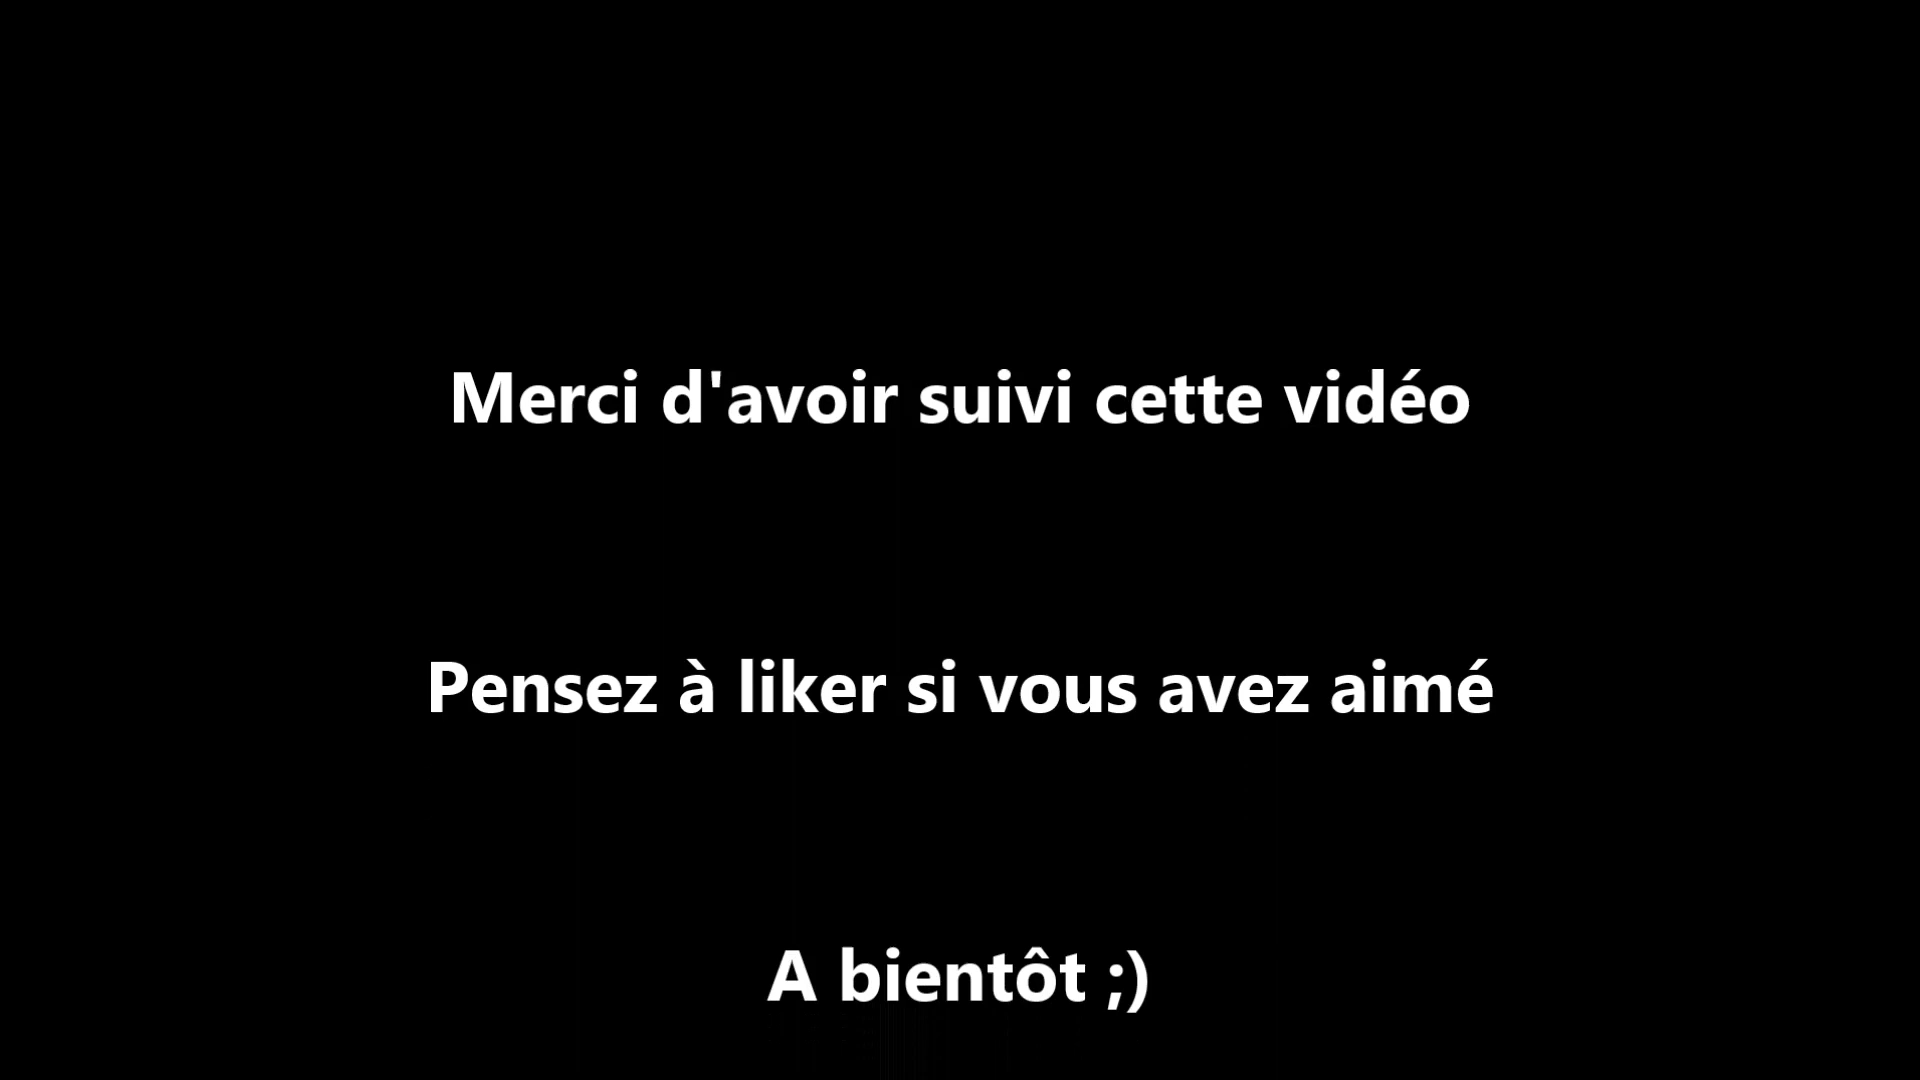 Merci d'avoir suivi cette vidéo
Pensez à liker si vous avez aimé
A bientôt ;)